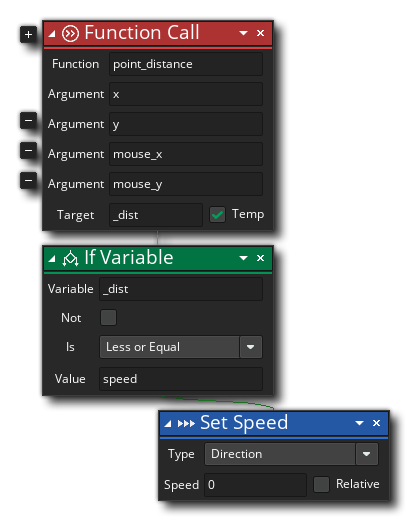 Function Call
Function point_distance
Argument x
Argument y
Argument mouse_x
Argument mouse_y
Target _dist Temp
If Variable
Variable _dist
Not
Is Less or Equal
Value speed
Set Speed
Type Direction
Speed 0 Relative